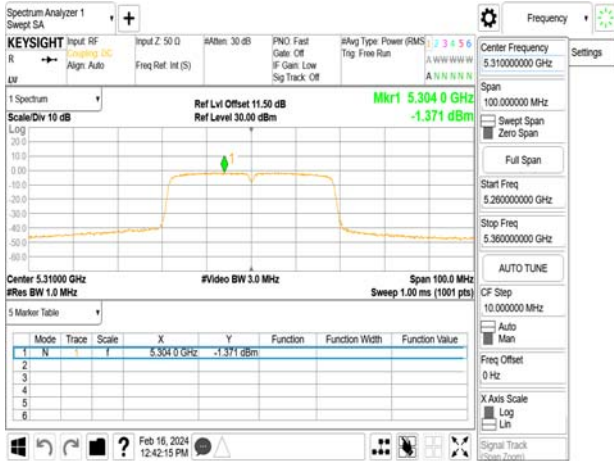 Spectrum Analyzer 1
Swept SA
Frequency
KEYSIGHT
Input: RF
Coupling: DC
Align: Auto
Input Z: 50 Ω
Freq Ref: Int (S)
#Atten: 30 dB
PNO: Fast
Gate: Off
IF Gain: Low
Sig Track: Off
#Avg Type: Power (RMS
Trig: Free Run
1 2 3 4 5 6
A W W W W W
A N N N N N
R
LXI
Center Frequency
5.310000000 GHz
Settings
Span
100.000000 MHz
Swept Span
Zero Span
Full Span
Start Freq
5.260000000 GHz
Stop Freq
5.360000000 GHz
AUTO TUNE
CF Step
10.000000 MHz
Auto
Man
Freq Offset
0 Hz
X Axis Scale
Log
Lin
Signal Track
(Span Zoom)
1 Spectrum
Scale/Div 10 dB
Ref Lvl Offset 11.50 dB
Ref Level 30.00 dBm
Mkr1 5.304 0 GHz
-1.371 dBm
Log
20.0
10.0
0.00
-10.0
-20.0
-30.0
-40.0
-50.0
-60.0
1
Center 5.31000 GHz
#Res BW 1.0 MHz
#Video BW 3.0 MHz
Span 100.0 MHz
Sweep 1.00 ms (1001 pts)
5 Marker Table
Mode Trace Scale X Y Function Function Width Function Value
1 N 1 f 5.304 0 GHz -1.371 dBm
2
3
4
5
6
Feb 16, 2024
12:42:15 PM